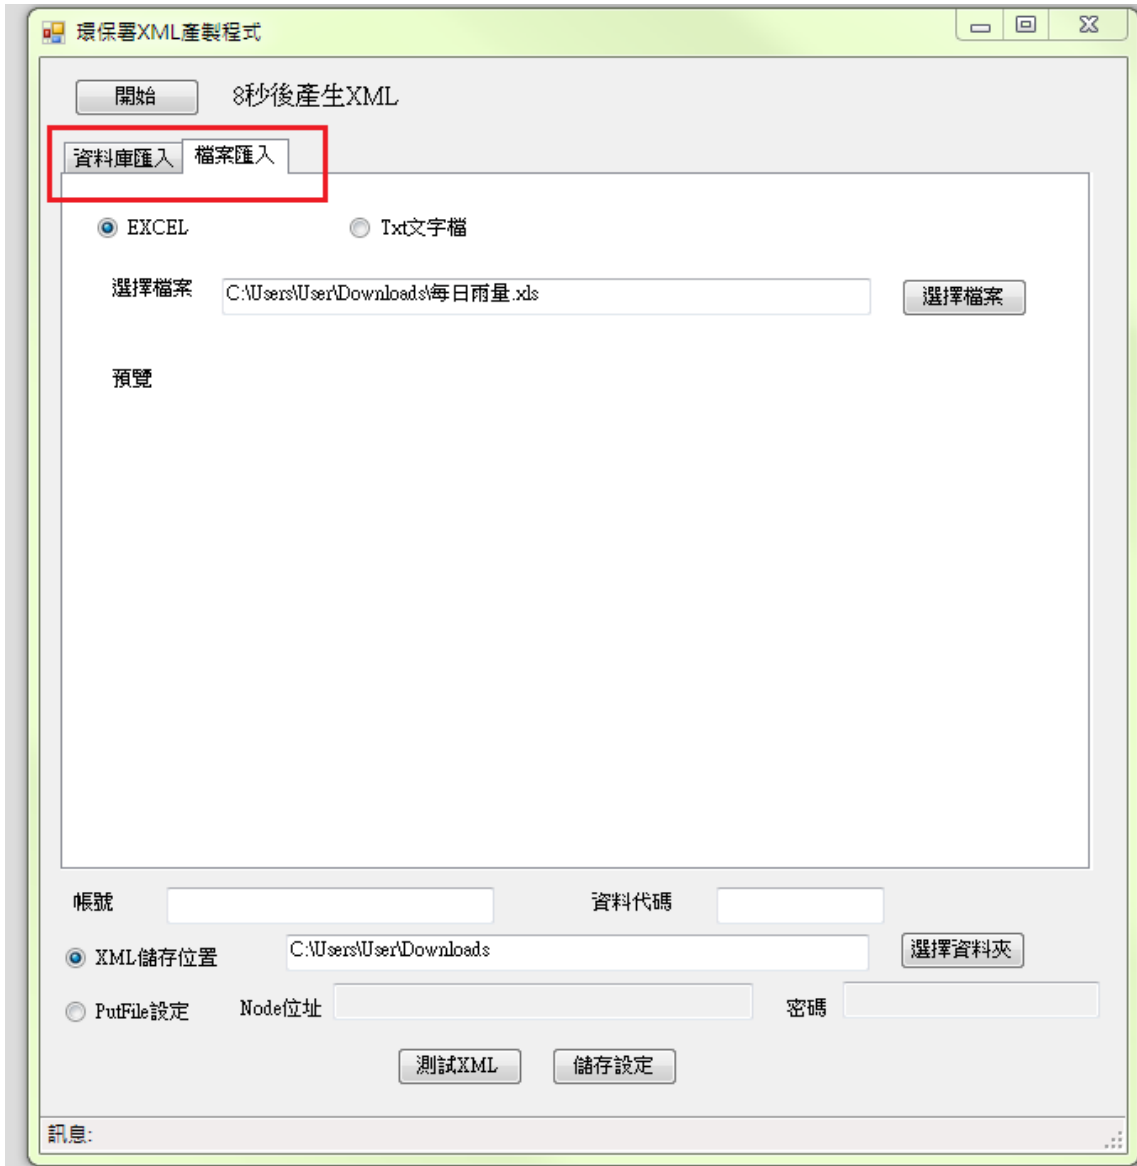 環保署XML產製程式
開始 8秒後產生XML
資料庫匯入 檔案匯入
EXCEL Txt文字檔
選擇檔案 C:\Users\User\Downloads\每日雨量.xls 選擇檔案
預覽
帳號 資料代碼
XML儲存位置 C:\Users\User\Downloads 選擇資料夾
PutFile設定 Node位址 密碼
測試XML 儲存設定
訊息: